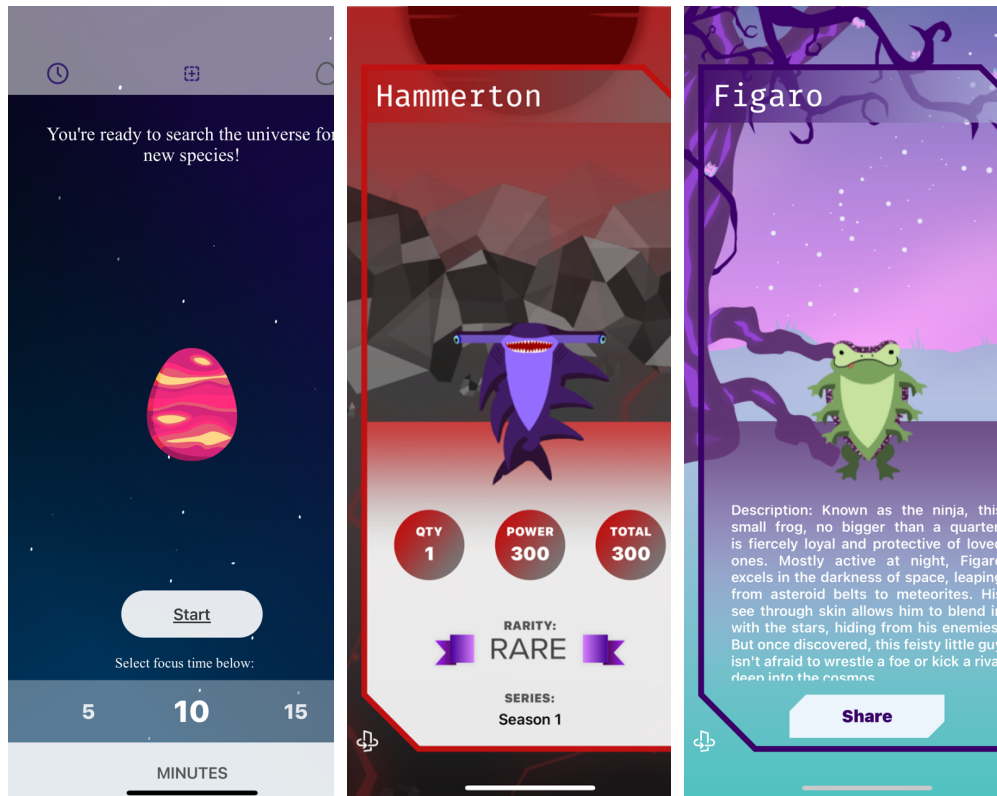 You're ready to search the universe for
new species!
Start
Select focus time below:
5 10 15
MINUTES
Hammerton
QTY
1
POWER
300
TOTAL
300
RARITY:
RARE
SERIES:
Season 1
Figaro
Description: Known as the ninja, this
small frog, no bigger than a quarter
is fiercely loyal and protective of loved
ones. Mostly active at night, Figaro
excels in the darkness of space, leaping
from asteroid belts to meteorites. His
see through skin allows him to blend in
with the stars, hiding from his enemies.
But once discovered, this feisty little guy
isn't afraid to wrestle a foe or kick a rival
deep into the cosmos
Share